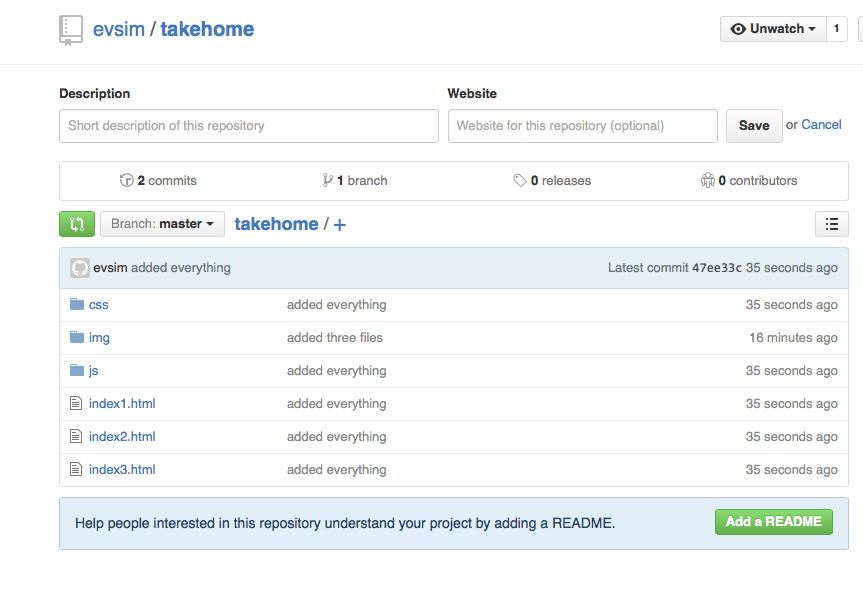 evsim / takehome
Unwatch 1
Description
Website
Short description of this repository
Website for this repository (optional)
Save or Cancel
2 commits
1 branch
0 releases
0 contributors
Branch: master
takehome / +
evsim added everything Latest commit 47ee33c 35 seconds ago
css added everything 35 seconds ago
img added three files 16 minutes ago
js added everything 35 seconds ago
index1.html added everything 35 seconds ago
index2.html added everything 35 seconds ago
index3.html added everything 35 seconds ago
Help people interested in this repository understand your project by adding a README.
Add a README